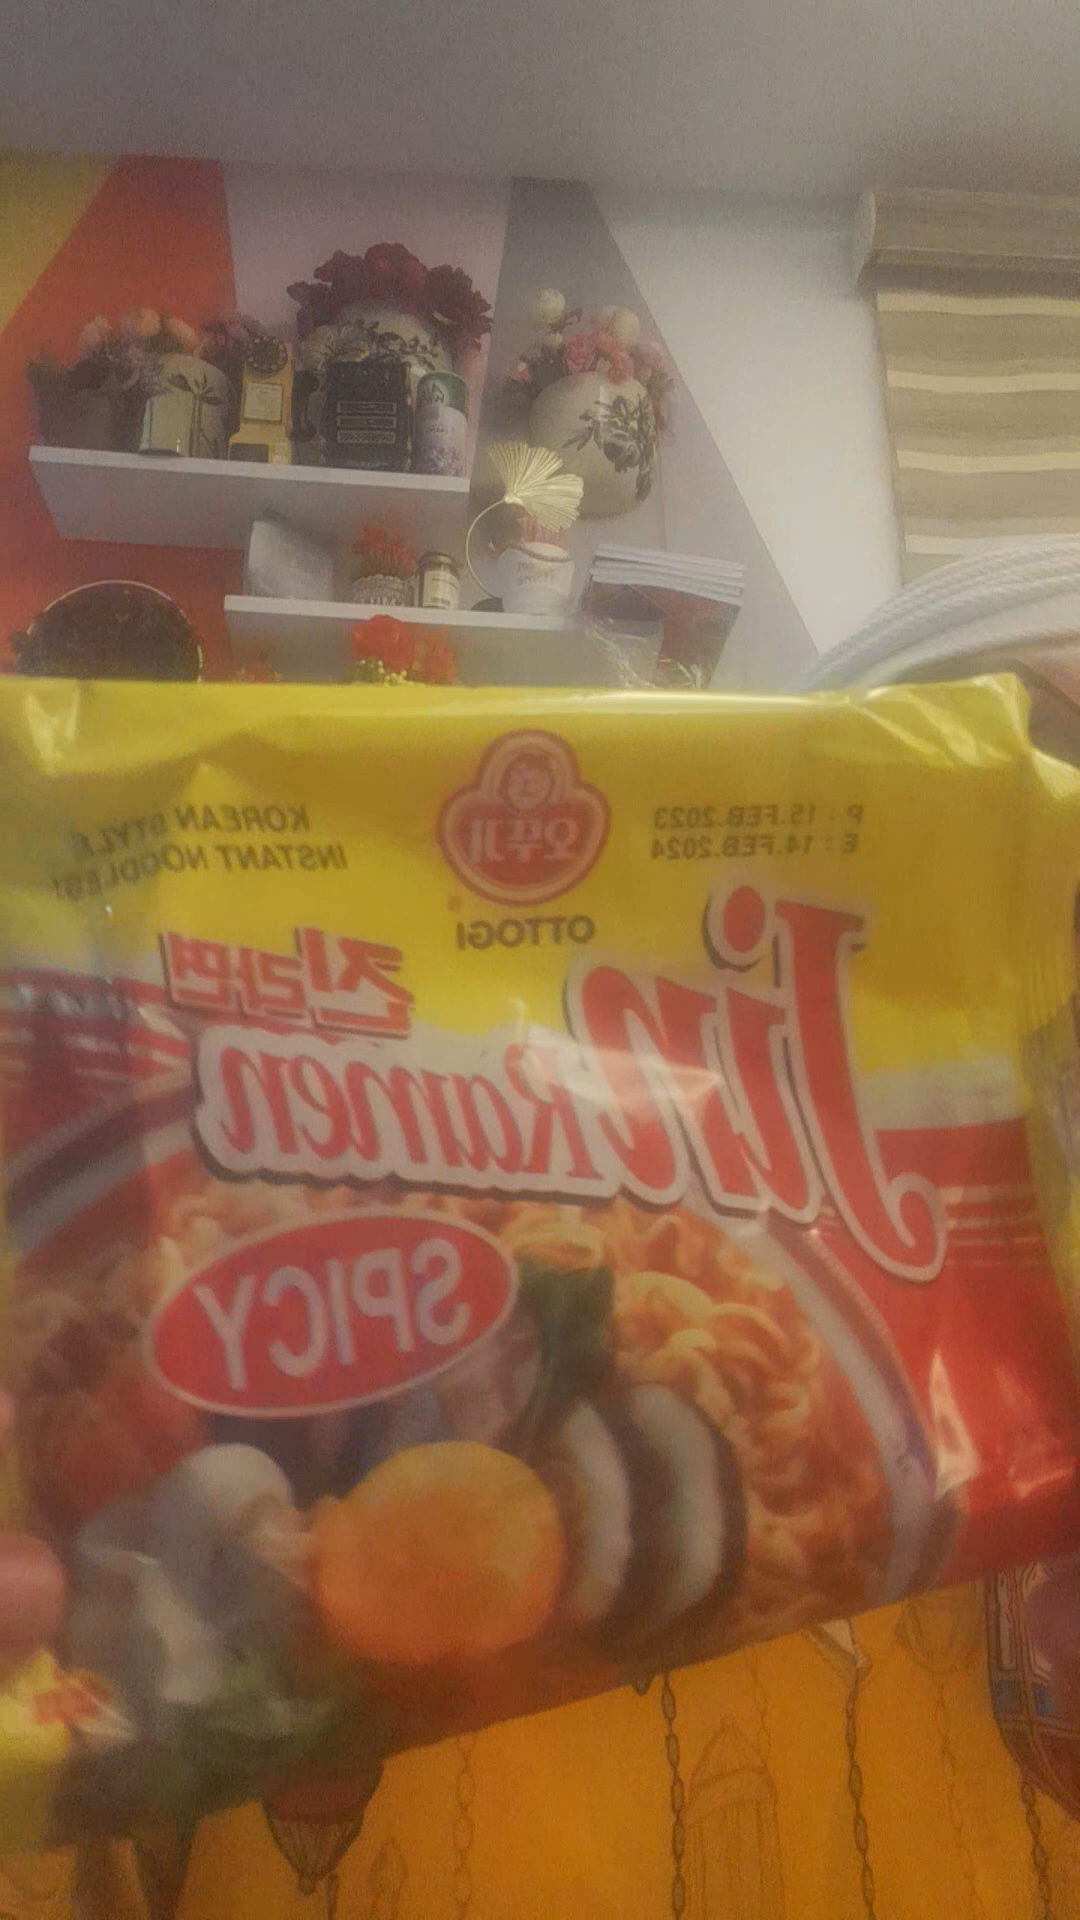 KOREAN STYLE
INSTANT NOODLES!
오뚜기
OTTOGI
P : 15.FEB.2023
E : 14.FEB.2024
Jin
진라면
Ramen
SPICY